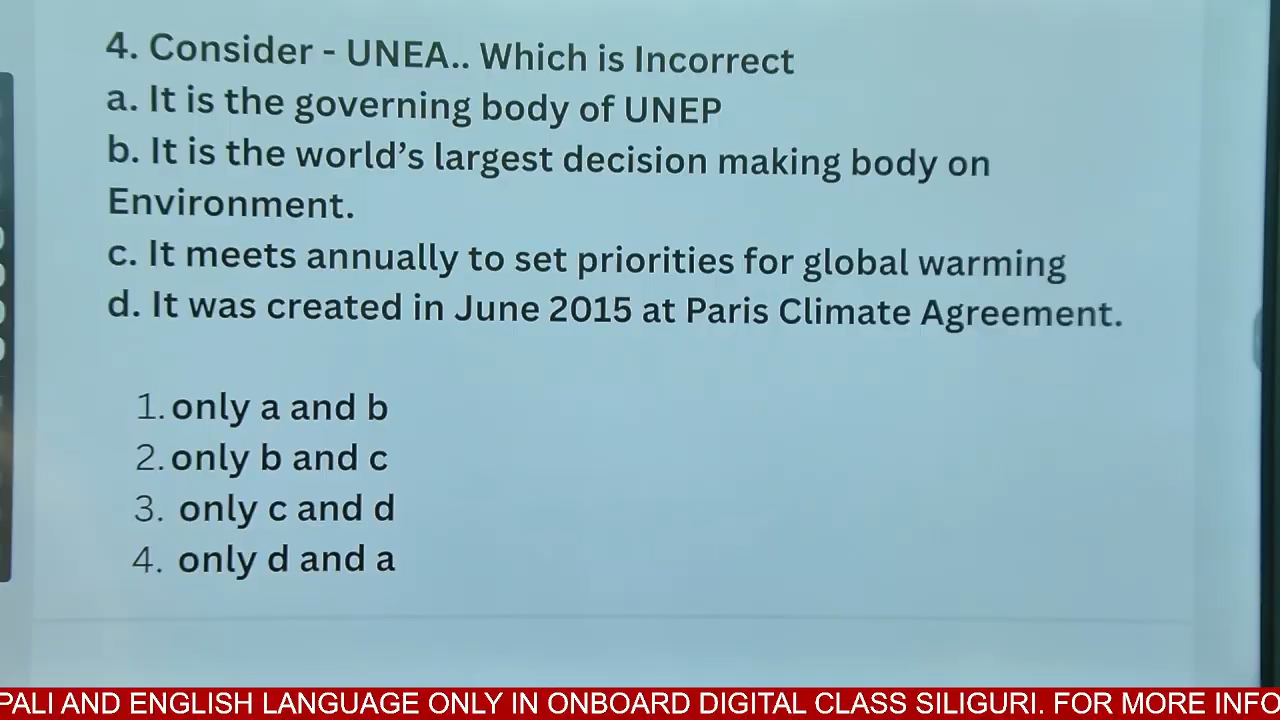 4. Consider - UNEA.. Which is Incorrect
a. It is the governing body of UNEP
b. It is the world's largest decision making body on
Environment.
c. It meets annually to set priorities for global warming
d. It was created in June 2015 at Paris Climate Agreement.
1. only a and b
2. only b and c
3. only c and d
4. only d and a
PALI AND ENGLISH LANGUAGE ONLY IN ONBOARD DIGITAL CLASS SILIGURI. FOR MORE INFO